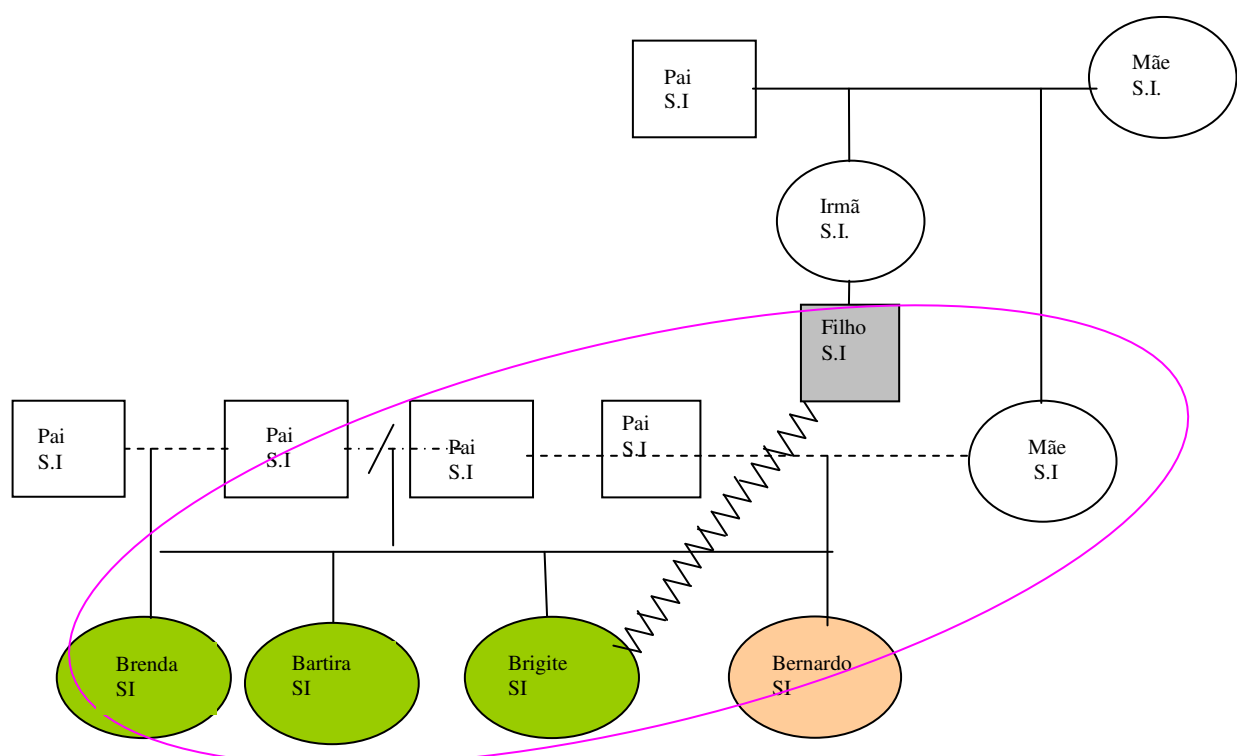 Pai
S.I
Mãe
S.I.
Irmã
S.I.
Filho
S.I
Pai
S.I
Pai
S.I
Pai
S.I
Pai
S.I
Mãe
S.I
Brenda
SI
Bartira
SI
Brigite
SI
Bernardo
SI